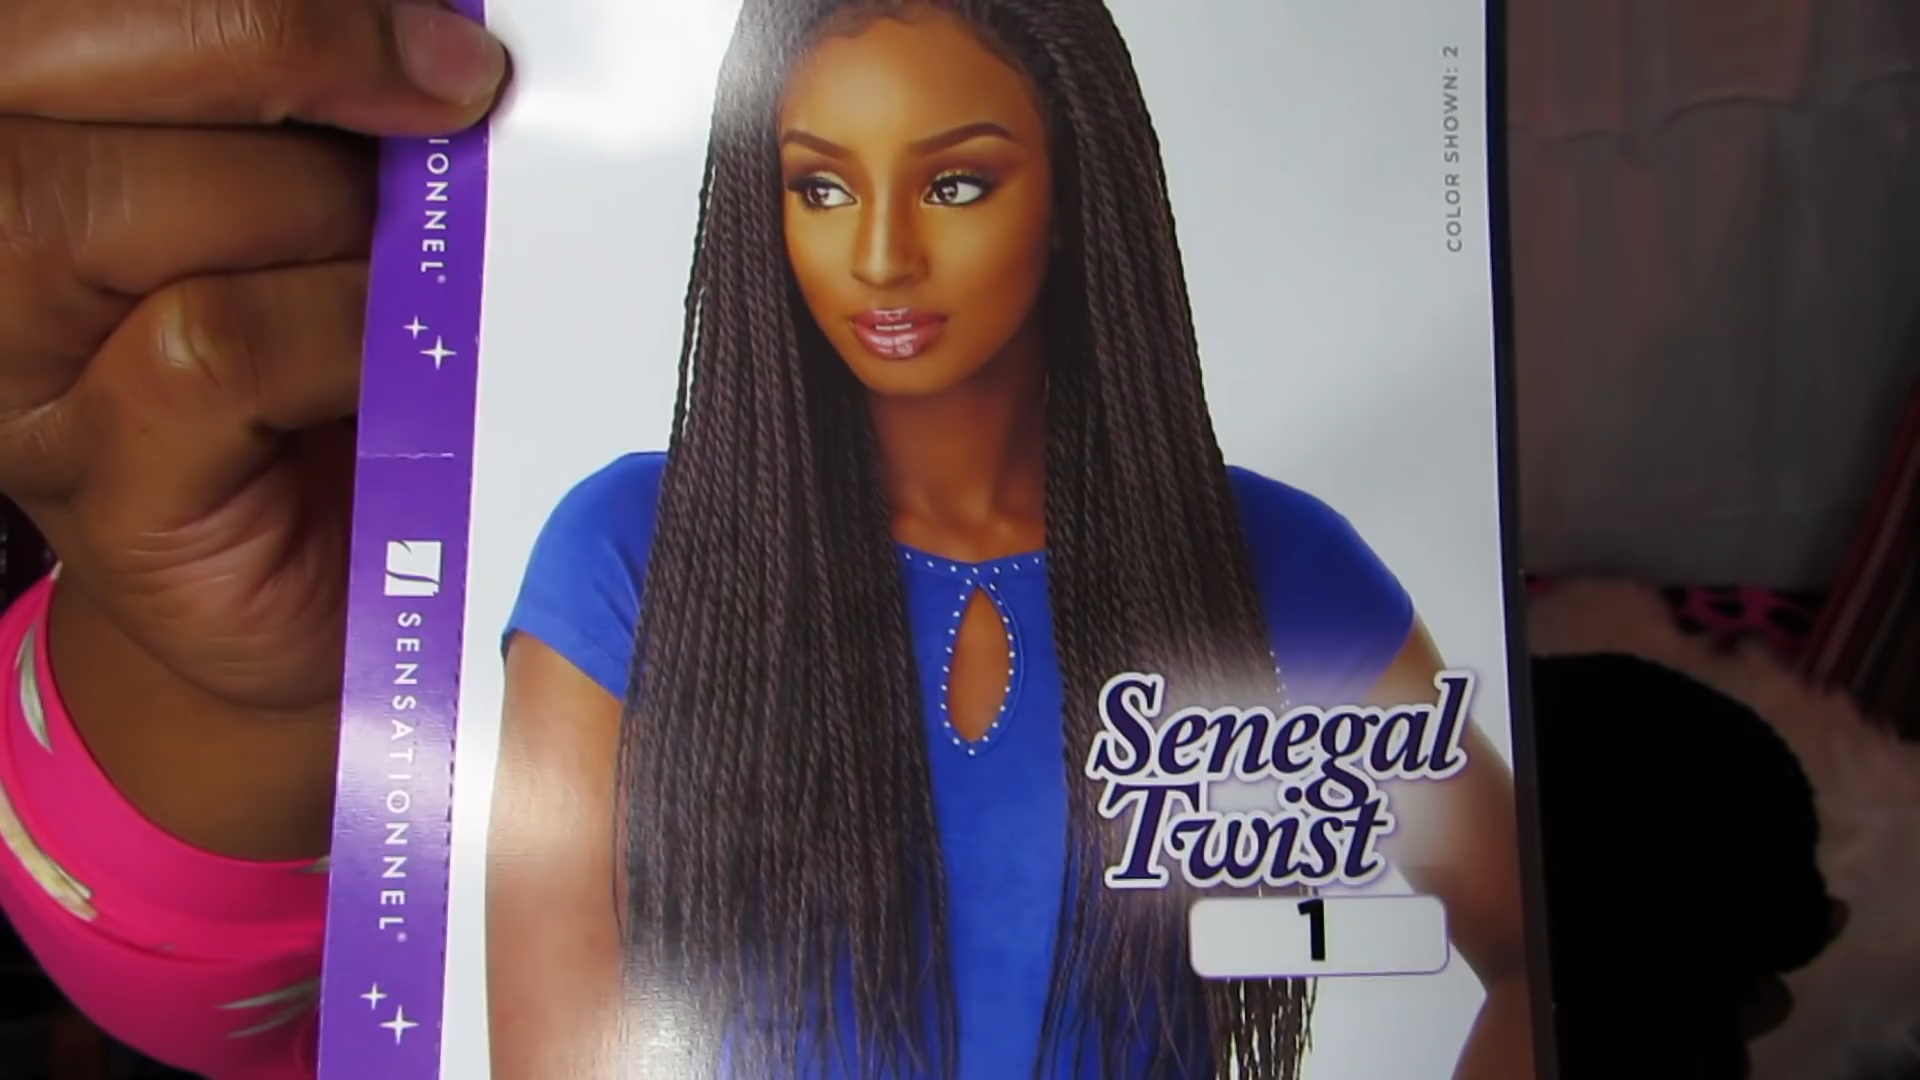 IONNEL®
SENSATIONNEL®
COLOR SHOWN: 2
Senegal
Twist
1